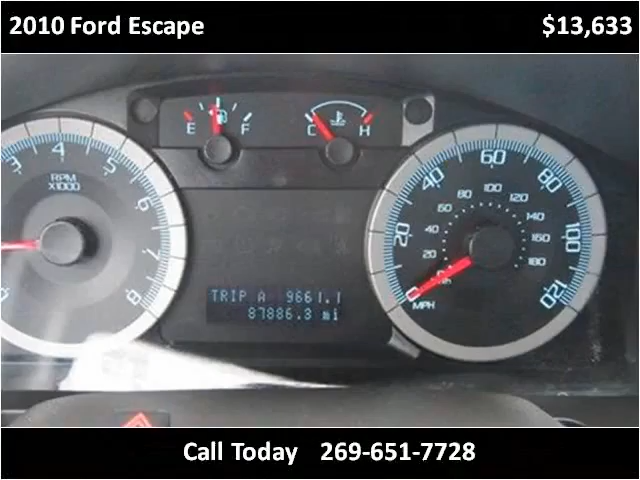 2010 Ford Escape $13,633
E F C H
3 4 5 6 7 8
RPM
X1000
0 20 40 60 80 100 120
20 40 60 80 100 120 140 160 180
MPH
TRIP A 9661.1
87886.3 mi
Call Today 269-651-7728